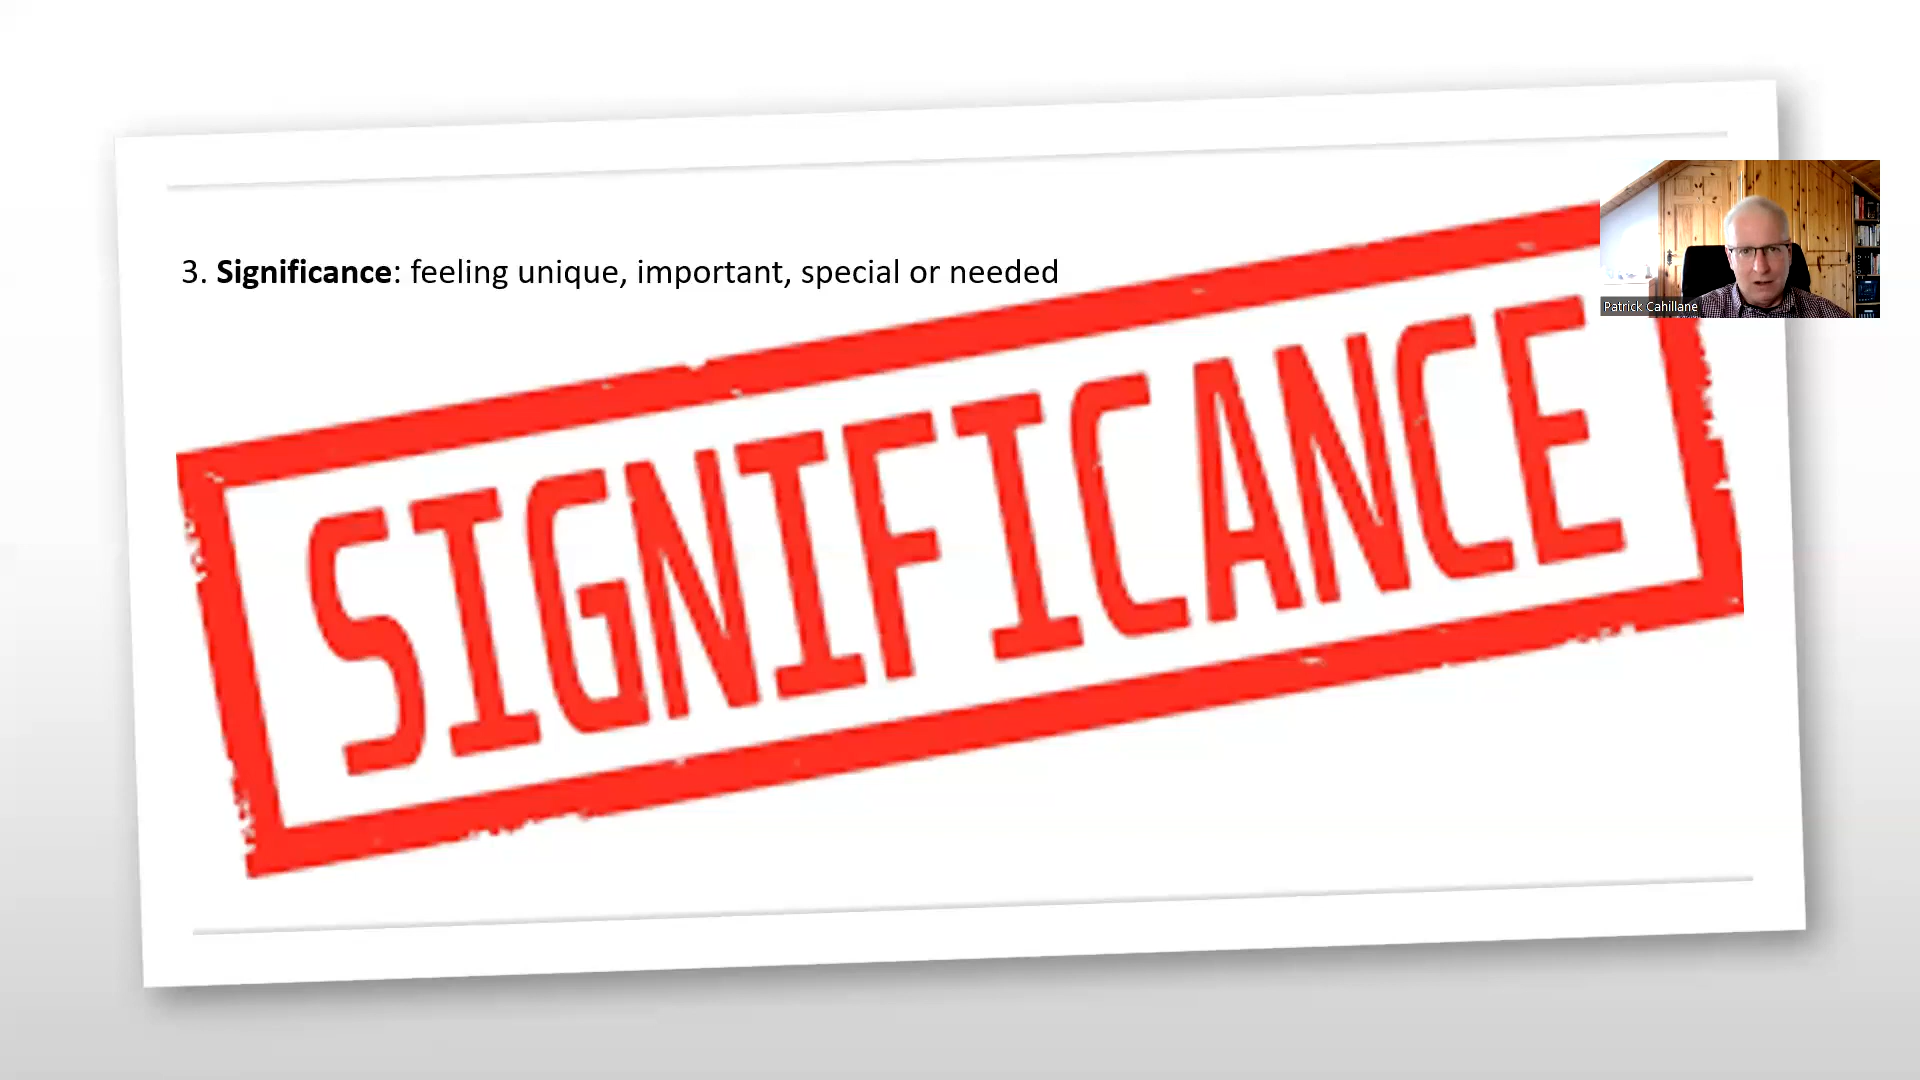 3. Significance: feeling unique, important, special or needed
SIGNIFICANCE
Patrick Cahillane